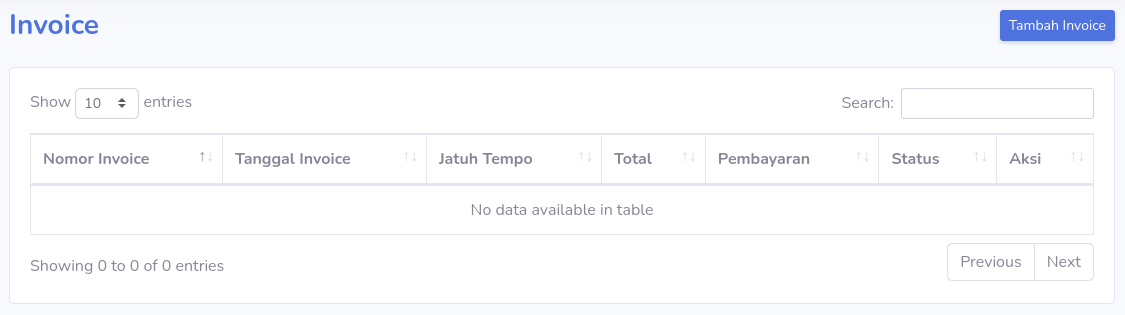 Invoice
Tambah Invoice
Show 10 entries
Search:
Nomor Invoice Tanggal Invoice Jatuh Tempo Total Pembayaran Status Aksi
No data available in table
Showing 0 to 0 of 0 entries
Previous Next